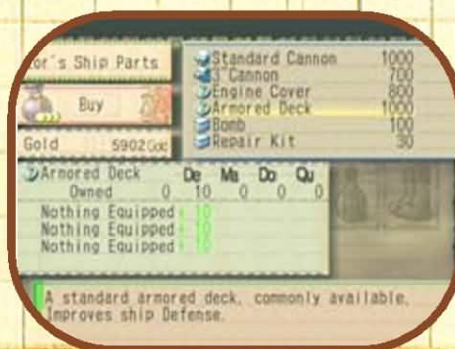 or's Ship Parts
Buy
Gold 5902
Standard Cannon 1000
3" Cannon 700
Engine Cover 800
Armored Deck 1000
Bomb 100
Repair Kit 30
Armored Deck De Ma Do Qu
Owned 0 10 0 0 0
Nothing Equipped 10
Nothing Equipped 10
Nothing Equipped 10
A standard armored deck, commonly available.
Improves ship Defense.